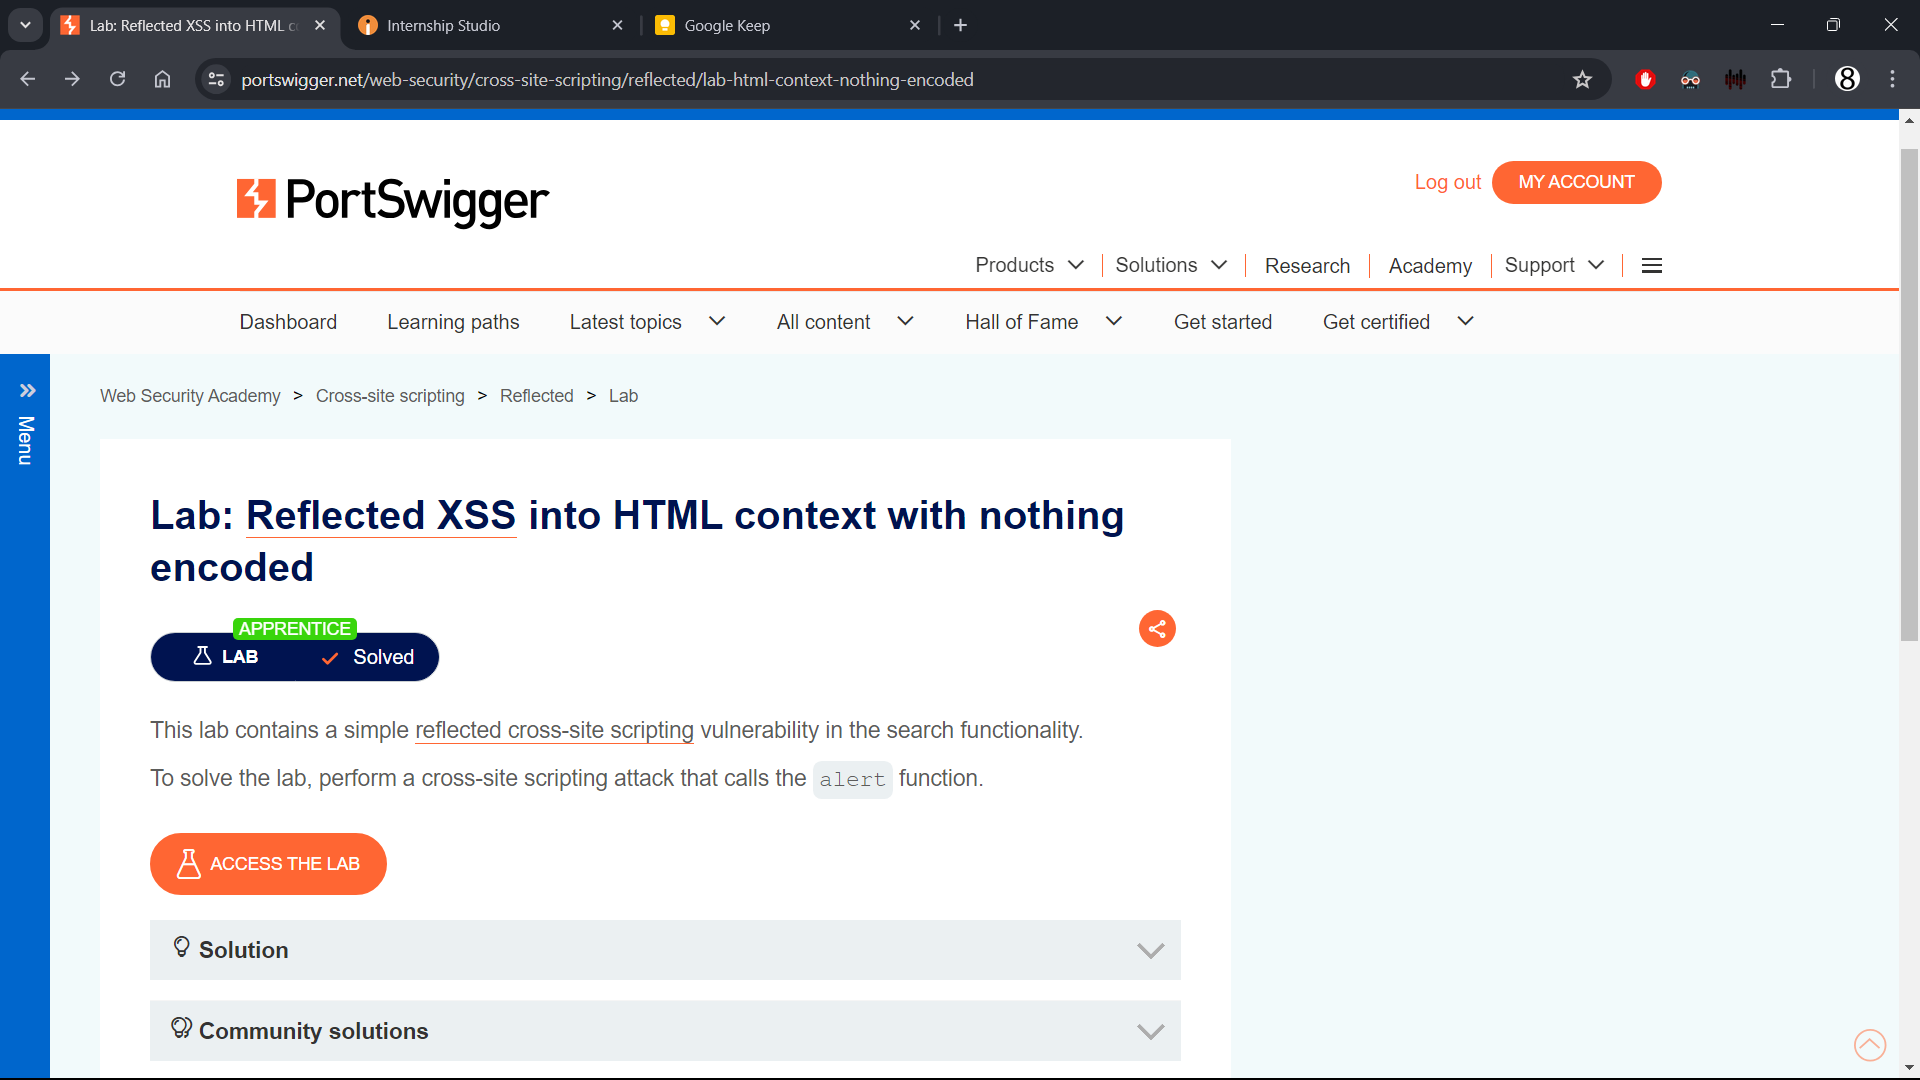 Lab: Reflected XSS into HTML c
Internship Studio
Google Keep
portswigger.net/web-security/cross-site-scripting/reflected/lab-html-context-nothing-encoded
PortSwigger
Log out
MY ACCOUNT
Products
Solutions
Research
Academy
Support
Dashboard
Learning paths
Latest topics
All content
Hall of Fame
Get started
Get certified
Menu
Web Security Academy > Cross-site scripting > Reflected > Lab
Lab: Reflected XSS into HTML context with nothing
encoded
APPRENTICE
LAB
Solved
This lab contains a simple reflected cross-site scripting vulnerability in the search functionality.
To solve the lab, perform a cross-site scripting attack that calls the alert function.
ACCESS THE LAB
Solution
Community solutions